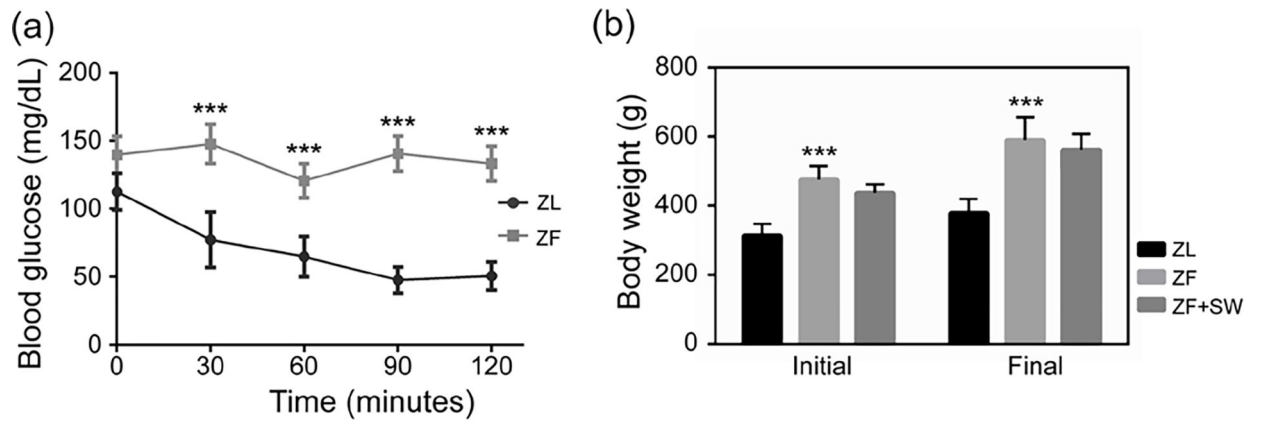 (a)
Blood glucose (mg/dL)
200
150
100
50
0
***
***
***
***
0 30 60 90 120
Time (minutes)
ZL
ZF
(b)
Body weight (g)
800
600
400
200
0
***
***
Initial Final
ZL
ZF
ZF+SW